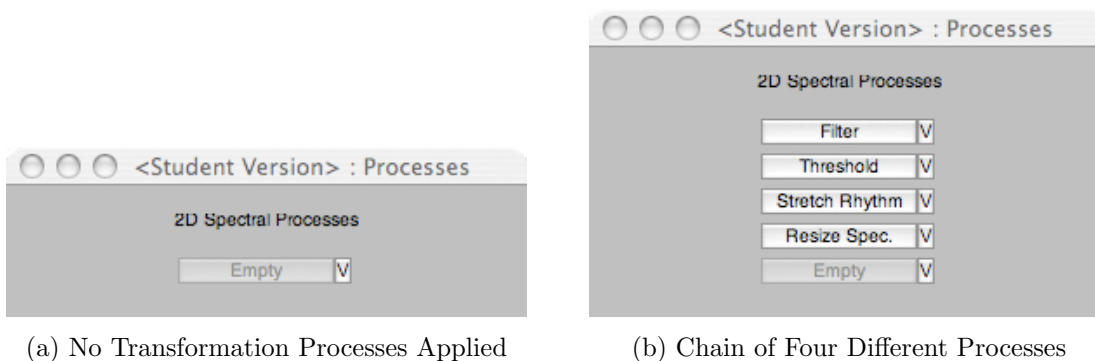 <Student Version> : Processes
2D Spectral Processes
Empty V
(a) No Transformation Processes Applied
<Student Version> : Processes
2D Spectral Processes
Filter V
Threshold V
Stretch Rhythm V
Resize Spec. V
Empty V
(b) Chain of Four Different Processes